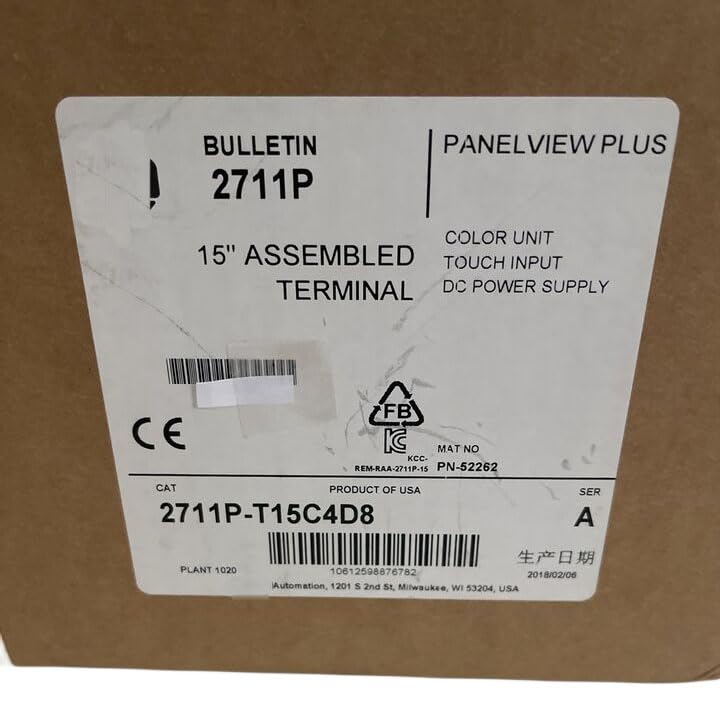 BULLETIN
2711P
PANELVIEW PLUS
15" ASSEMBLED
TERMINAL
COLOR UNIT
TOUCH INPUT
DC POWER SUPPLY
CE
FB
KC
KCC-
REM-RAA-2711P-15
MAT NO
PN-52262
CAT
PRODUCT OF USA
SER
2711P-T15C4D8
A
PLANT 1020
10612598876782
生产日期
2018/02/06
Automation, 1201 S 2nd St, Milwaukee, WI 53204, USA